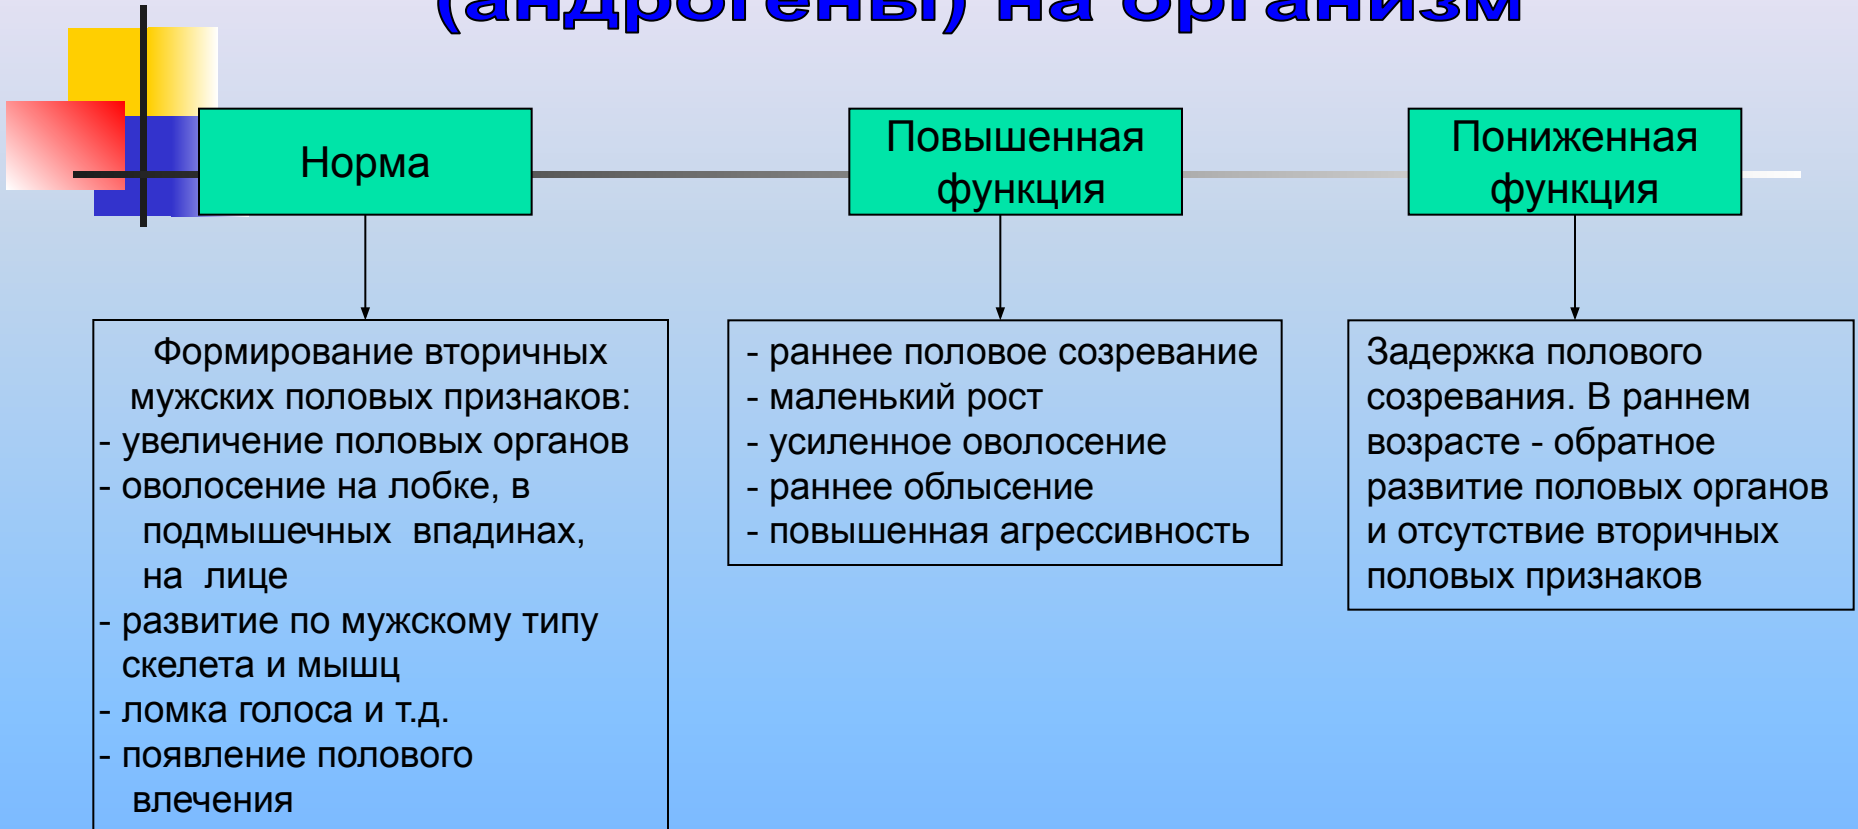 (андрогены) на организм
Норма
Повышенная
функция
Пониженная
функция
Формирование вторичных
мужских половых признаков:
- увеличение половых органов
- оволосение на лобке, в
подмышечных впадинах,
на лице
- развитие по мужскому типу
скелета и мышц
- ломка голоса и т.д.
- появление полового
влечения
- раннее половое созревание
- маленький рост
- усиленное оволосение
- раннее облысение
- повышенная агрессивность
Задержка полового
созревания. В раннем
возрасте - обратное
развитие половых органов
и отсутствие вторичных
половых признаков